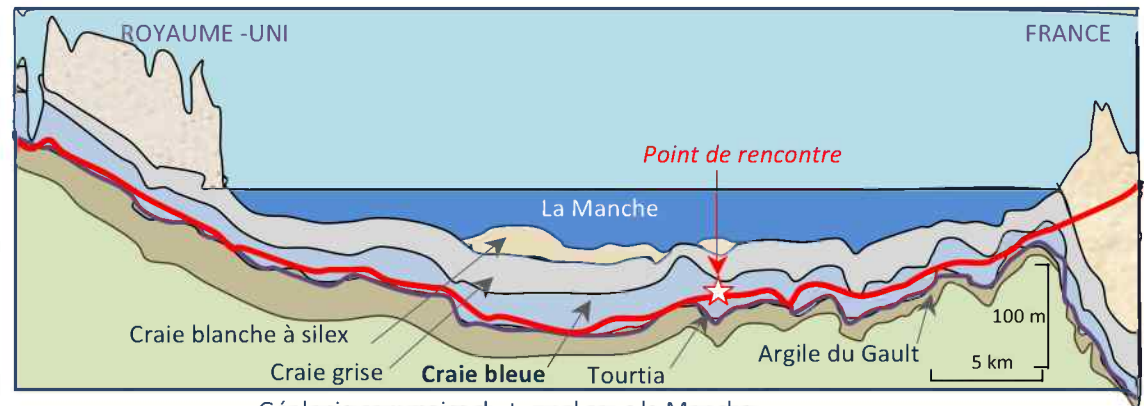 ROYAUME -UNI
FRANCE
Point de rencontre
La Manche
100 m
Craie blanche à silex
Argile du Gault
5 km
Craie grise
Craie bleue
Tourtia